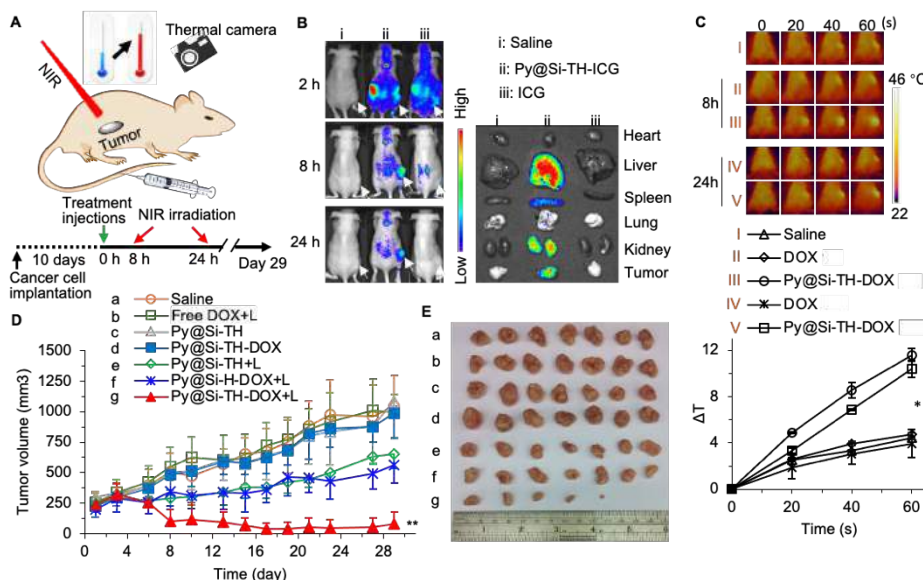 A
Thermal camera
NIR
Tumor
Treatment injections
NIR irradiation
10 days
0 h
8 h
24 h
Day 29
Cancer cell implantation
B
i
ii
iii
2 h
8 h
24 h
High
Low
i: Saline
ii: Py@Si-TH-ICG
iii: ICG
i
ii
iii
Heart
Liver
Spleen
Lung
Kidney
Tumor
C
0 20 40 60 (s)
I
8h
II
III
24h
IV
V
46 °C
22
I Saline
II DOX
III Py@Si-TH-DOX
IV DOX
V Py@Si-TH-DOX
12
8
4
0
ΔT
*
0 20 40 60
Time (s)
D
a Saline
b Free DOX+L
c Py@Si-TH
d Py@Si-TH-DOX
e Py@Si-TH+L
f Py@Si-H-DOX+L
g Py@Si-TH-DOX+L
Tumor volume (mm3)
1250
1000
750
500
250
0
**
0 4 8 12 16 20 24 28
Time (day)
E
a
b
c
d
e
f
g